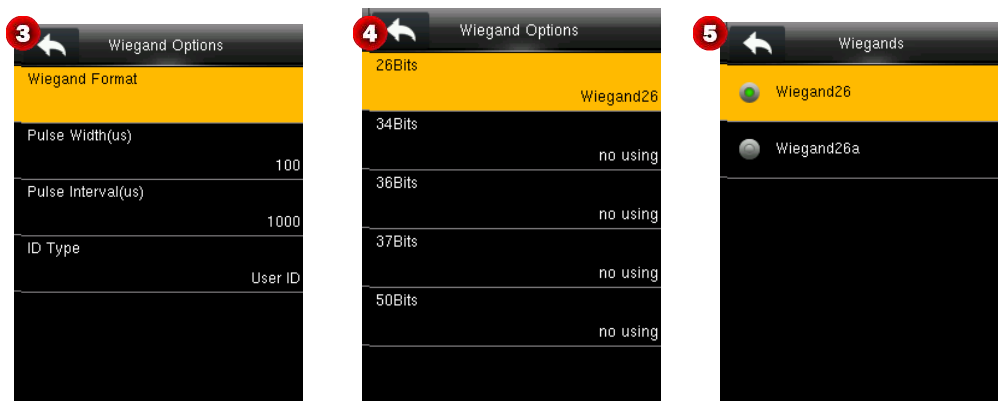 3
Wiegand Options
Wiegand Format
Pulse Width(us)
100
Pulse Interval(us)
1000
ID Type
User ID
4
Wiegand Options
26Bits
Wiegand26
34Bits
no using
36Bits
no using
37Bits
no using
50Bits
no using
5
Wiegands
Wiegand26
Wiegand26a